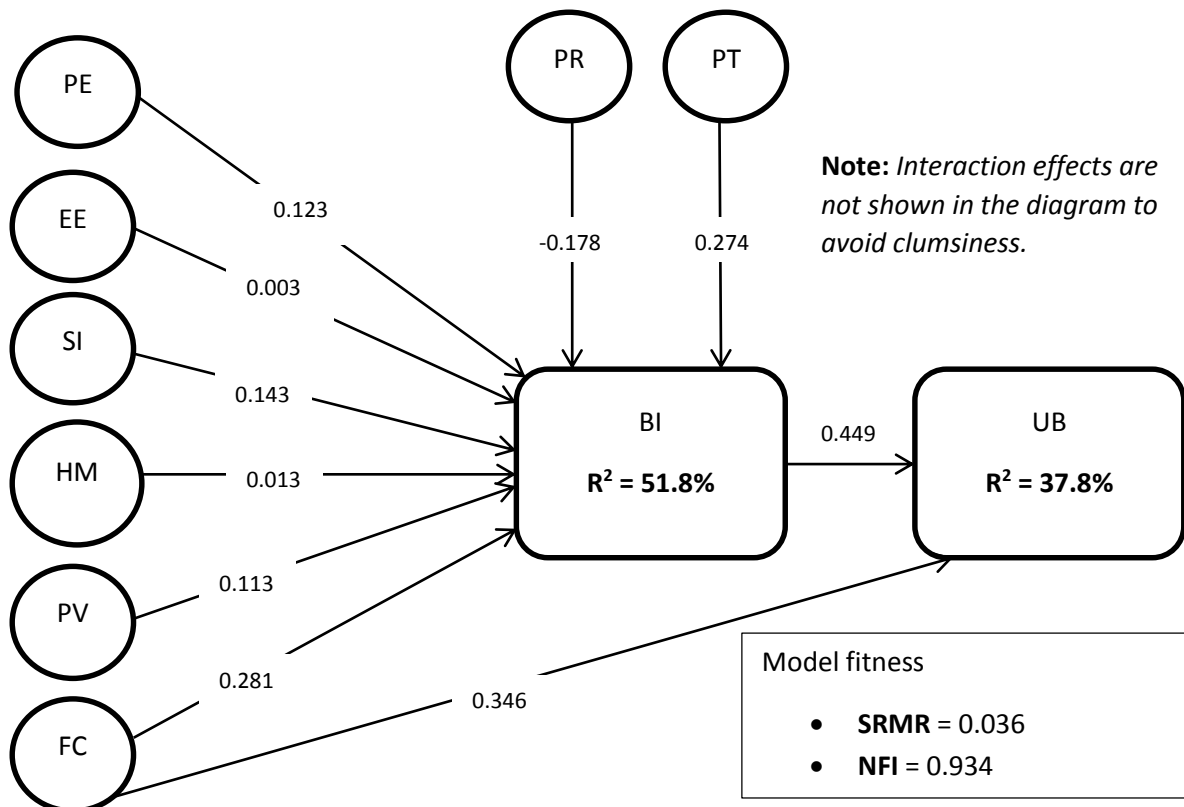 PE
PR
PT
Note: Interaction effects are
not shown in the diagram to
avoid clumsiness.
EE
0.123
-0.178
0.274
0.003
SI
0.143
BI
R² = 51.8%
0.449
UB
R² = 37.8%
HM
0.013
0.113
PV
0.281
0.346
FC
Model fitness
• SRMR = 0.036
• NFI = 0.934